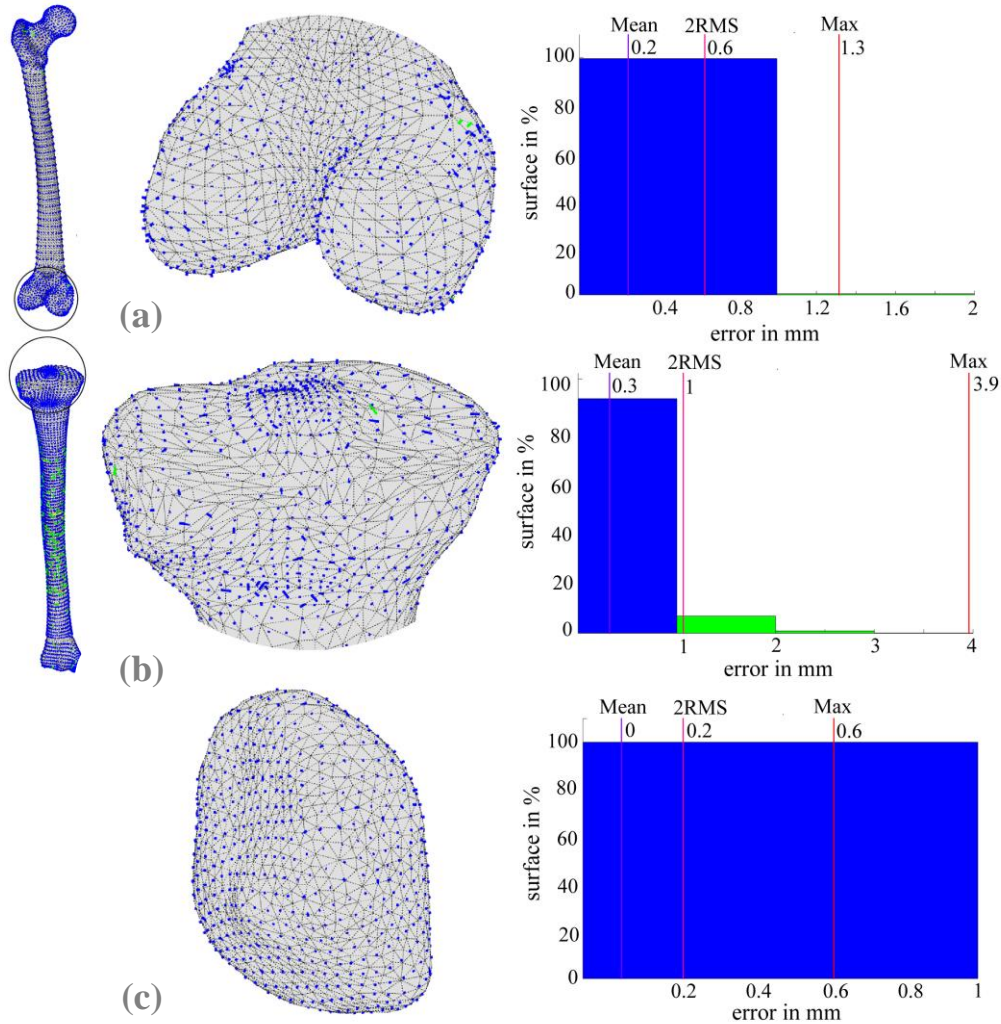 Mean 2RMS Max
0.2 0.6 1.3
100
80
60
40
20
0
surface in %
0.4 0.8 1.2 1.6 2
error in mm
(a)
Mean 2RMS Max
0.3 1 3.9
100
80
60
40
20
0
surface in %
1 2 3 4
error in mm
(b)
Mean 2RMS Max
0 0.2 0.6
100
80
60
40
20
0
surface in %
0.2 0.4 0.6 0.8 1
error in mm
(c)